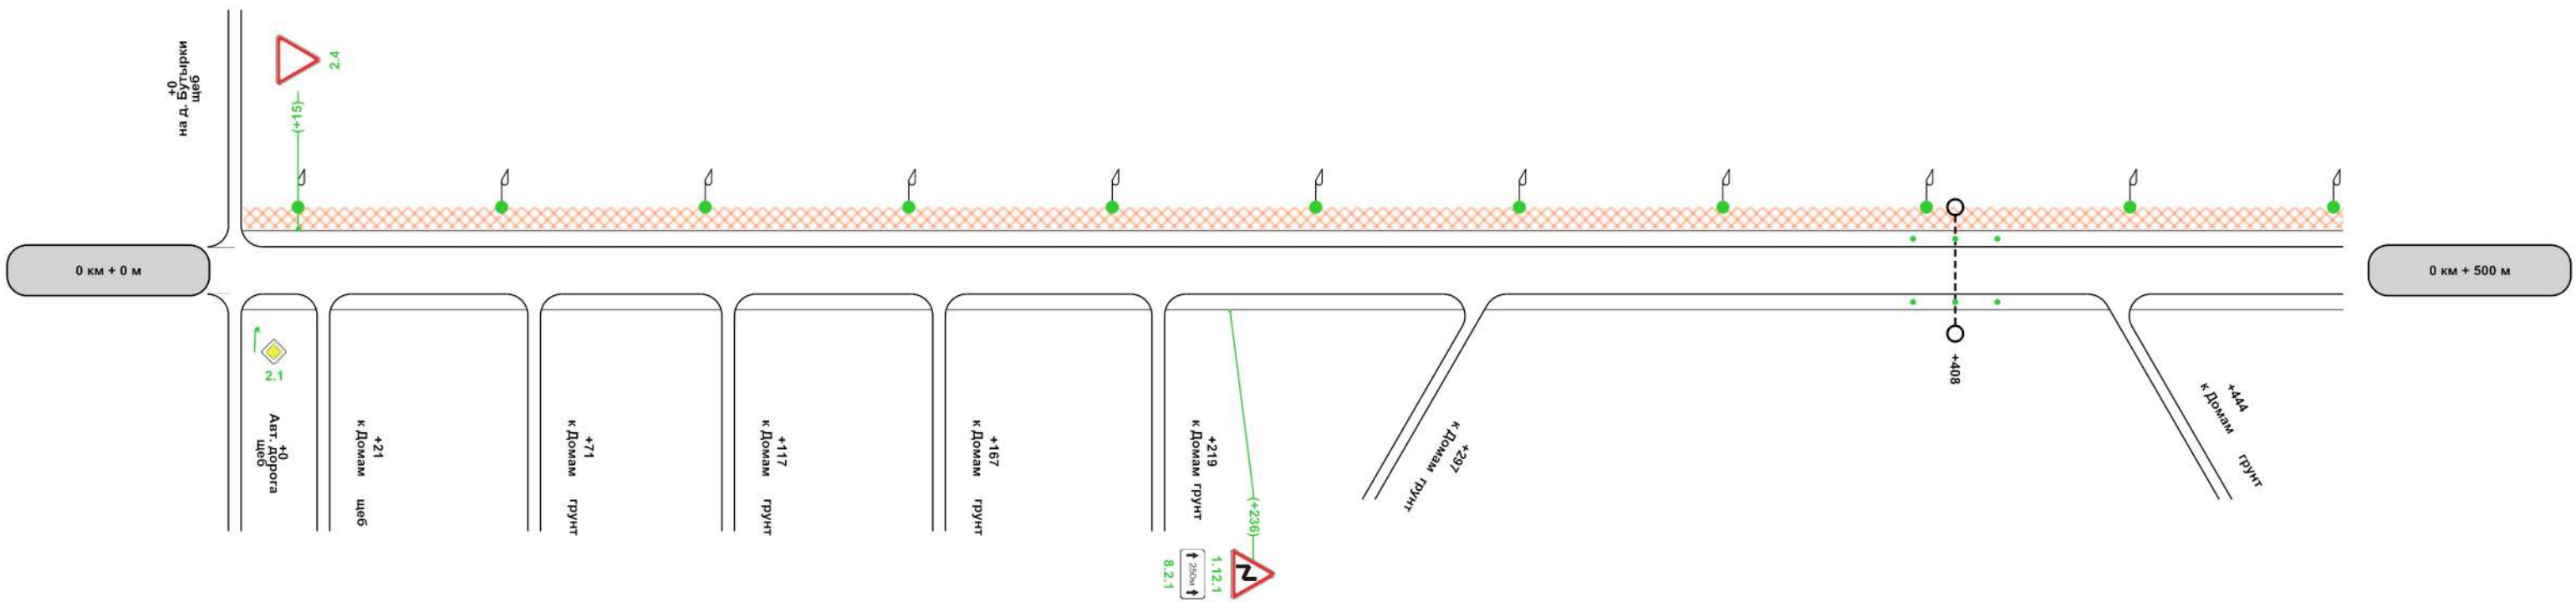 на д. Бутырки
+0
щеб
2.4
(+15)
0 км + 0 м
0 км + 500 м
2.1
+0
Авт. дорога
щеб
+21
к Домам щеб
+71
к Домам грунт
+117
к Домам грунт
+167
к Домам грунт
+219
к Домам грунт
(+236)
1.12.1
250м
8.2.1
+297
к Домам грунт
+408
+444
к Домам грунт